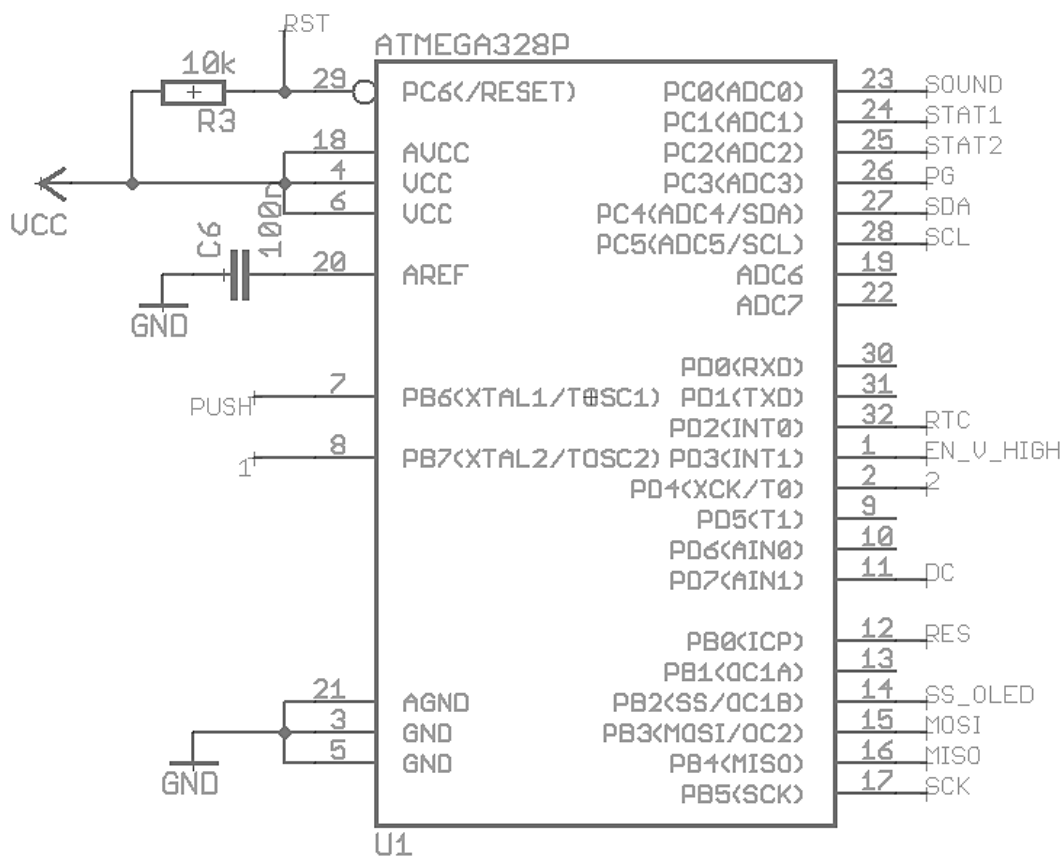 RST
ATMEGA328P
10k
R3
29 PC6(/RESET)
18 AVCC
4 VCC
6 VCC
VCC
C6
100n
20 AREF
GND
PUSH 7 PB6(XTAL1/TOSC1)
1 8 PB7(XTAL2/TOSC2)
21 AGND
3 GND
5 GND
GND
PC0(ADC0) 23 SOUND
PC1(ADC1) 24 STAT1
PC2(ADC2) 25 STAT2
PC3(ADC3) 26 PG
PC4(ADC4/SDA) 27 SDA
PC5(ADC5/SCL) 28 SCL
ADC6 19
ADC7 22
PD0(RXD) 30
PD1(TXD) 31
PD2(INT0) 32 RTC
PD3(INT1) 1 EN_V_HIGH
PD4(XCK/T0) 2 2
PD5(T1) 9
PD6(AIN0) 10
PD7(AIN1) 11 DC
PB0(ICP) 12 RES
PB1(OC1A) 13
PB2(SS/OC1B) 14 SS_OLED
PB3(MOSI/OC2) 15 MOSI
PB4(MISO) 16 MISO
PB5(SCK) 17 SCK
U1